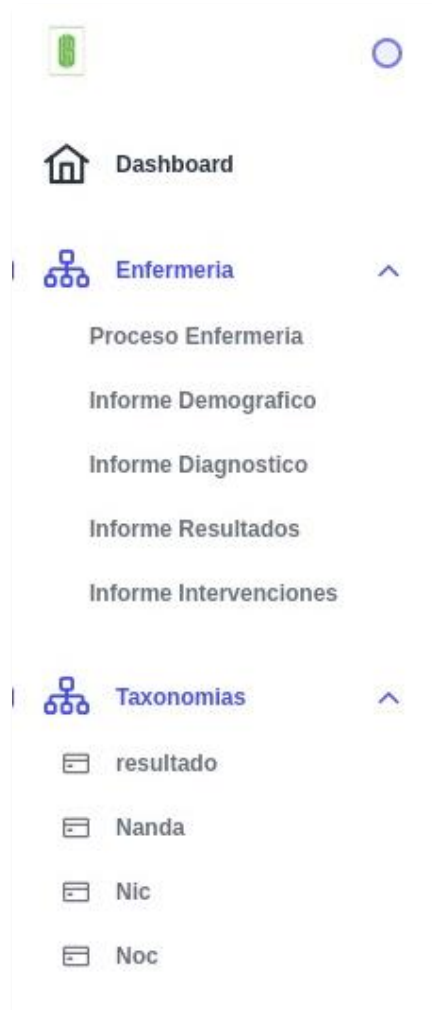 Dashboard
Enfermeria
Proceso Enfermeria
Informe Demografico
Informe Diagnostico
Informe Resultados
Informe Intervenciones
Taxonomias
resultado
Nanda
Nic
Noc